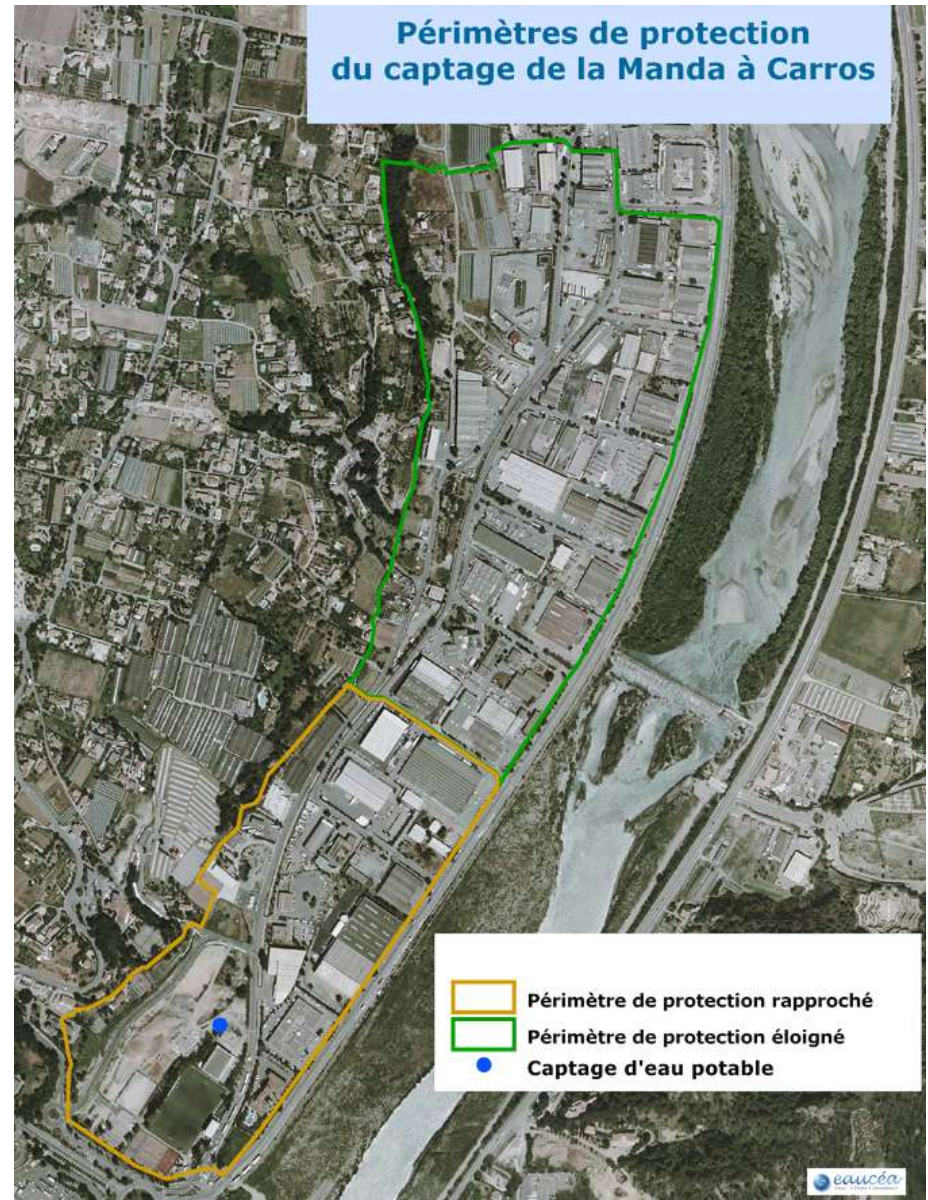 Périmètres de protection
du captage de la Manda à Carros
Périmètre de protection rapproché
Périmètre de protection éloigné
Captage d'eau potable
eaucéa